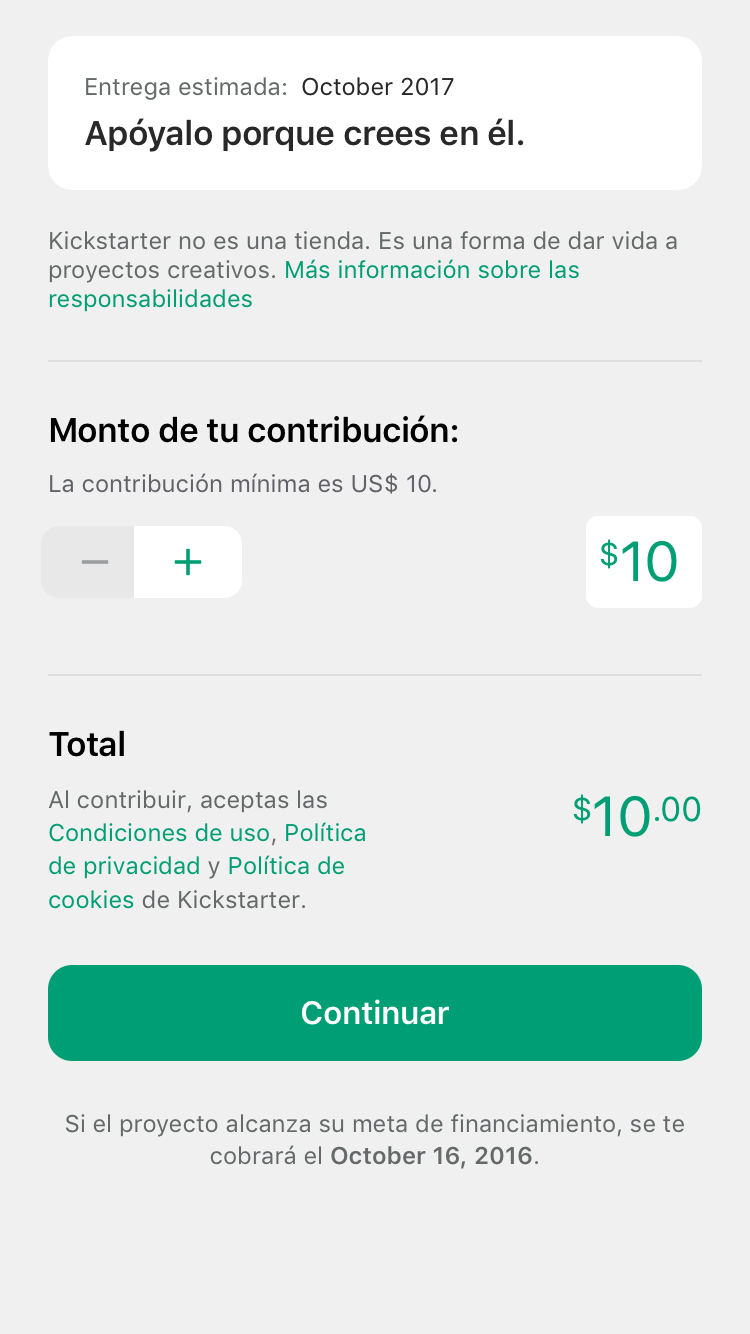 Entrega estimada: October 2017
Apóyalo porque crees en él.
Kickstarter no es una tienda. Es una forma de dar vida a
proyectos creativos. Más información sobre las
responsabilidades
Monto de tu contribución:
La contribución mínima es US$ 10.
− +
$10
Total
Al contribuir, aceptas las
Condiciones de uso, Política
de privacidad y Política de
cookies de Kickstarter.
$10.00
Continuar
Si el proyecto alcanza su meta de financiamiento, se te
cobrará el October 16, 2016.